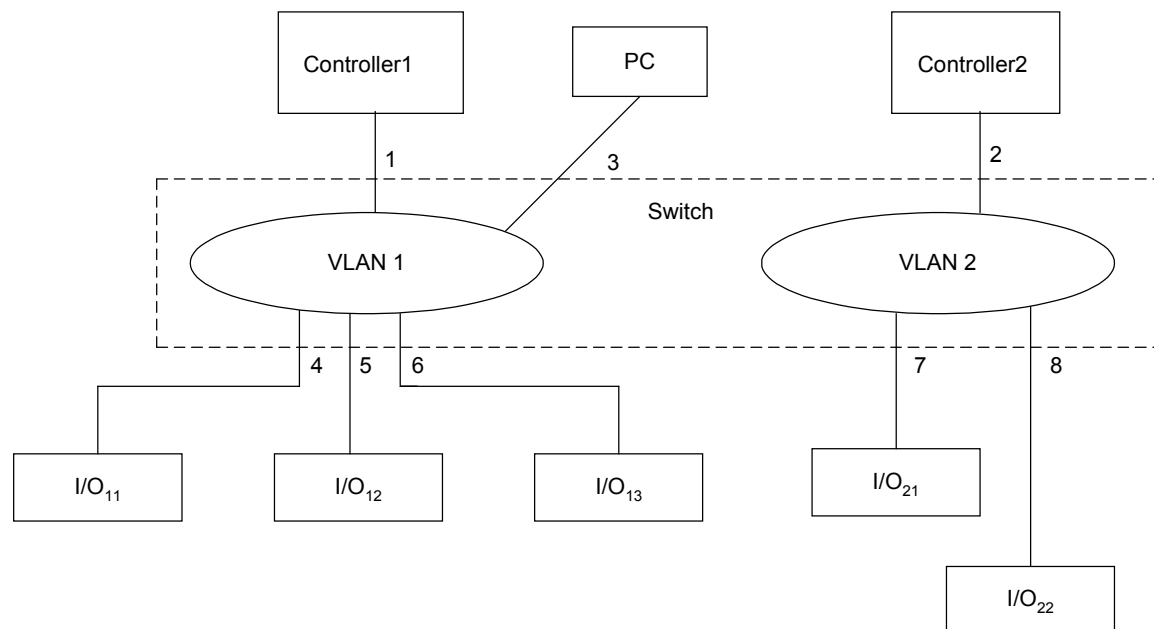 Controller1
PC
Controller2
1
3
2
Switch
VLAN 1
VLAN 2
4
5
6
7
8
I/O₁₁
I/O₁₂
I/O₁₃
I/O₂₁
I/O₂₂